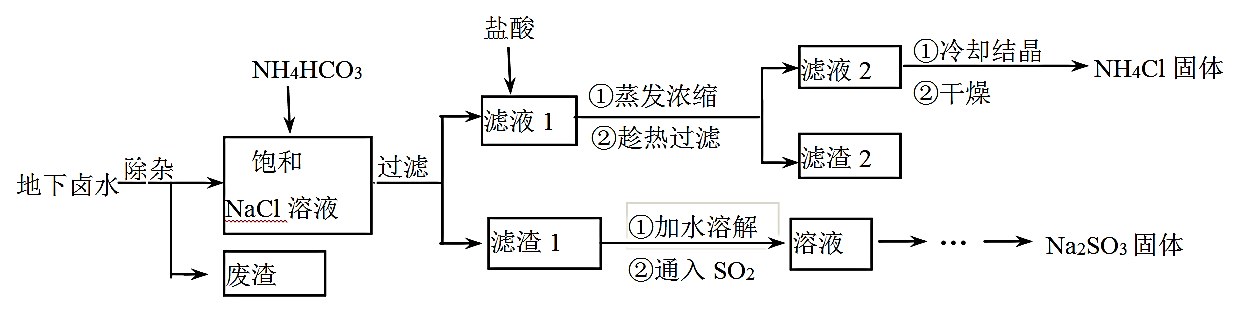 盐酸
NH4HCO3
滤液 1
①蒸发浓缩
②趁热过滤
滤液 2
①冷却结晶
②干燥
NH4Cl 固体
滤渣 2
地下卤水
除杂
饱和
NaCl 溶液
过滤
废渣
滤渣 1
①加水溶解
②通入 SO2
溶液
···
Na2SO3 固体